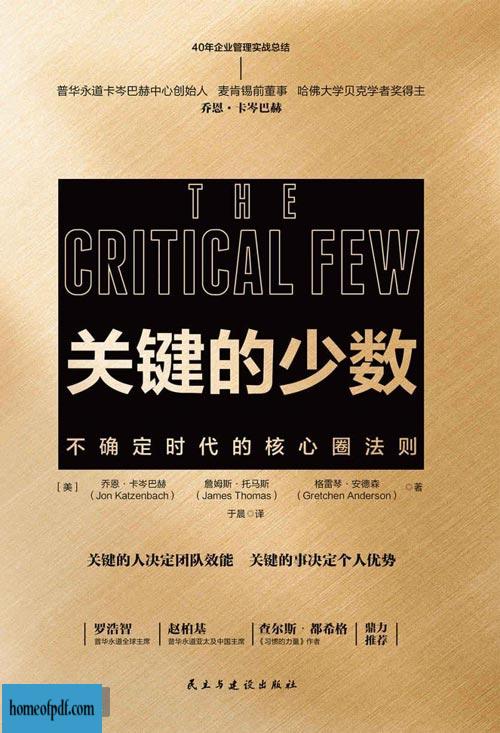 40年企业管理实战总结
普华永道卡岑巴赫中心创始人 麦肯锡前董事 哈佛大学贝克学者奖得主
乔恩·卡岑巴赫
THE
CRITICAL FEW
关键的少数
不确定时代的核心圈法则
[美] 乔恩·卡岑巴赫 詹姆斯·托马斯 格雷琴·安德森 著
(Jon Katzenbach) (James Thomas) (Gretchen Anderson)
于晨 译
关键的人决定团队效能 关键的事决定个人优势
罗浩智 赵柏基 查尔斯·都希格 鼎力
普华永道全球主席 普华永道亚太及中国主席 《习惯的力量》作者 推荐
民主与建设出版社
homeofpdf.com